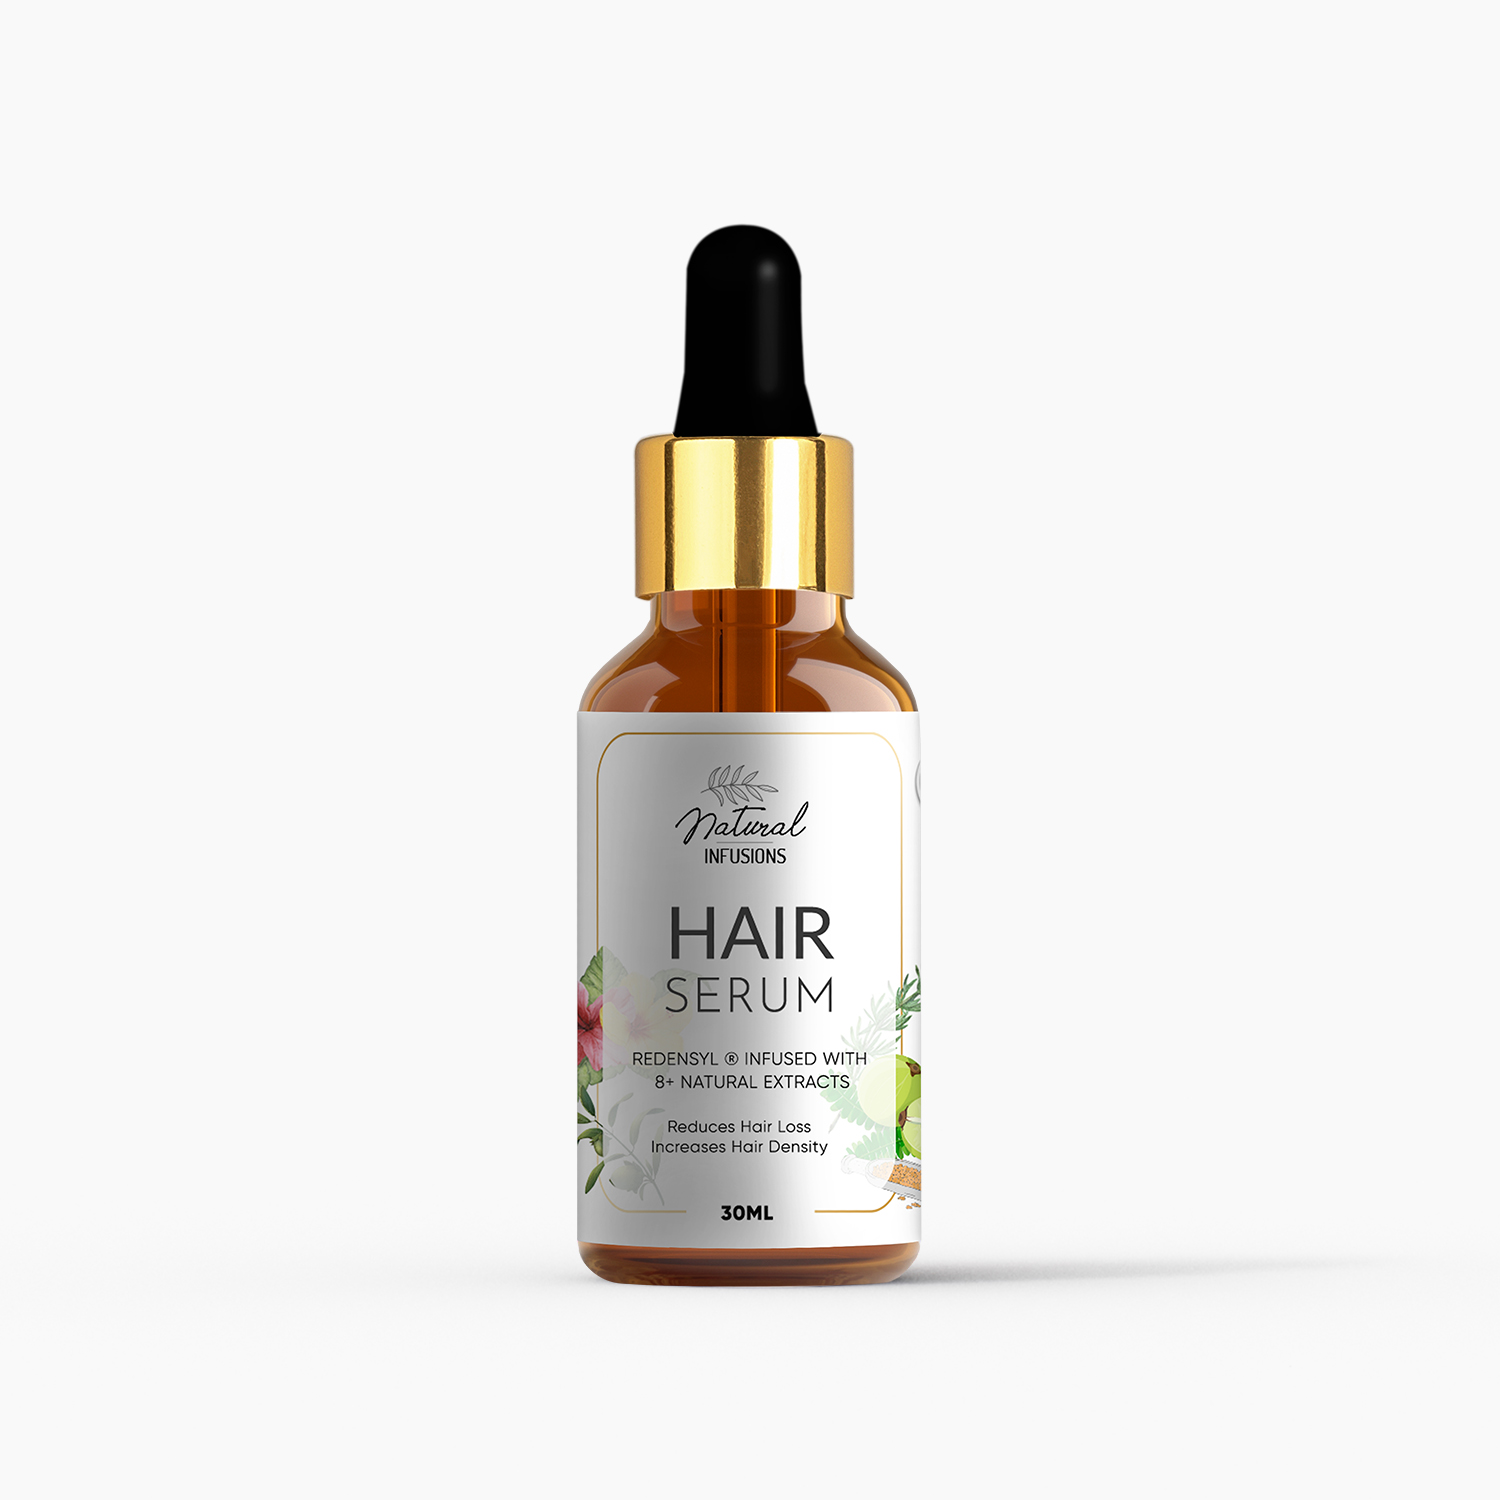 Natural
INFUSIONS
HAIR
SERUM
REDENSYL ® INFUSED WITH
8+ NATURAL EXTRACTS
Reduces Hair Loss
Increases Hair Density
30ML